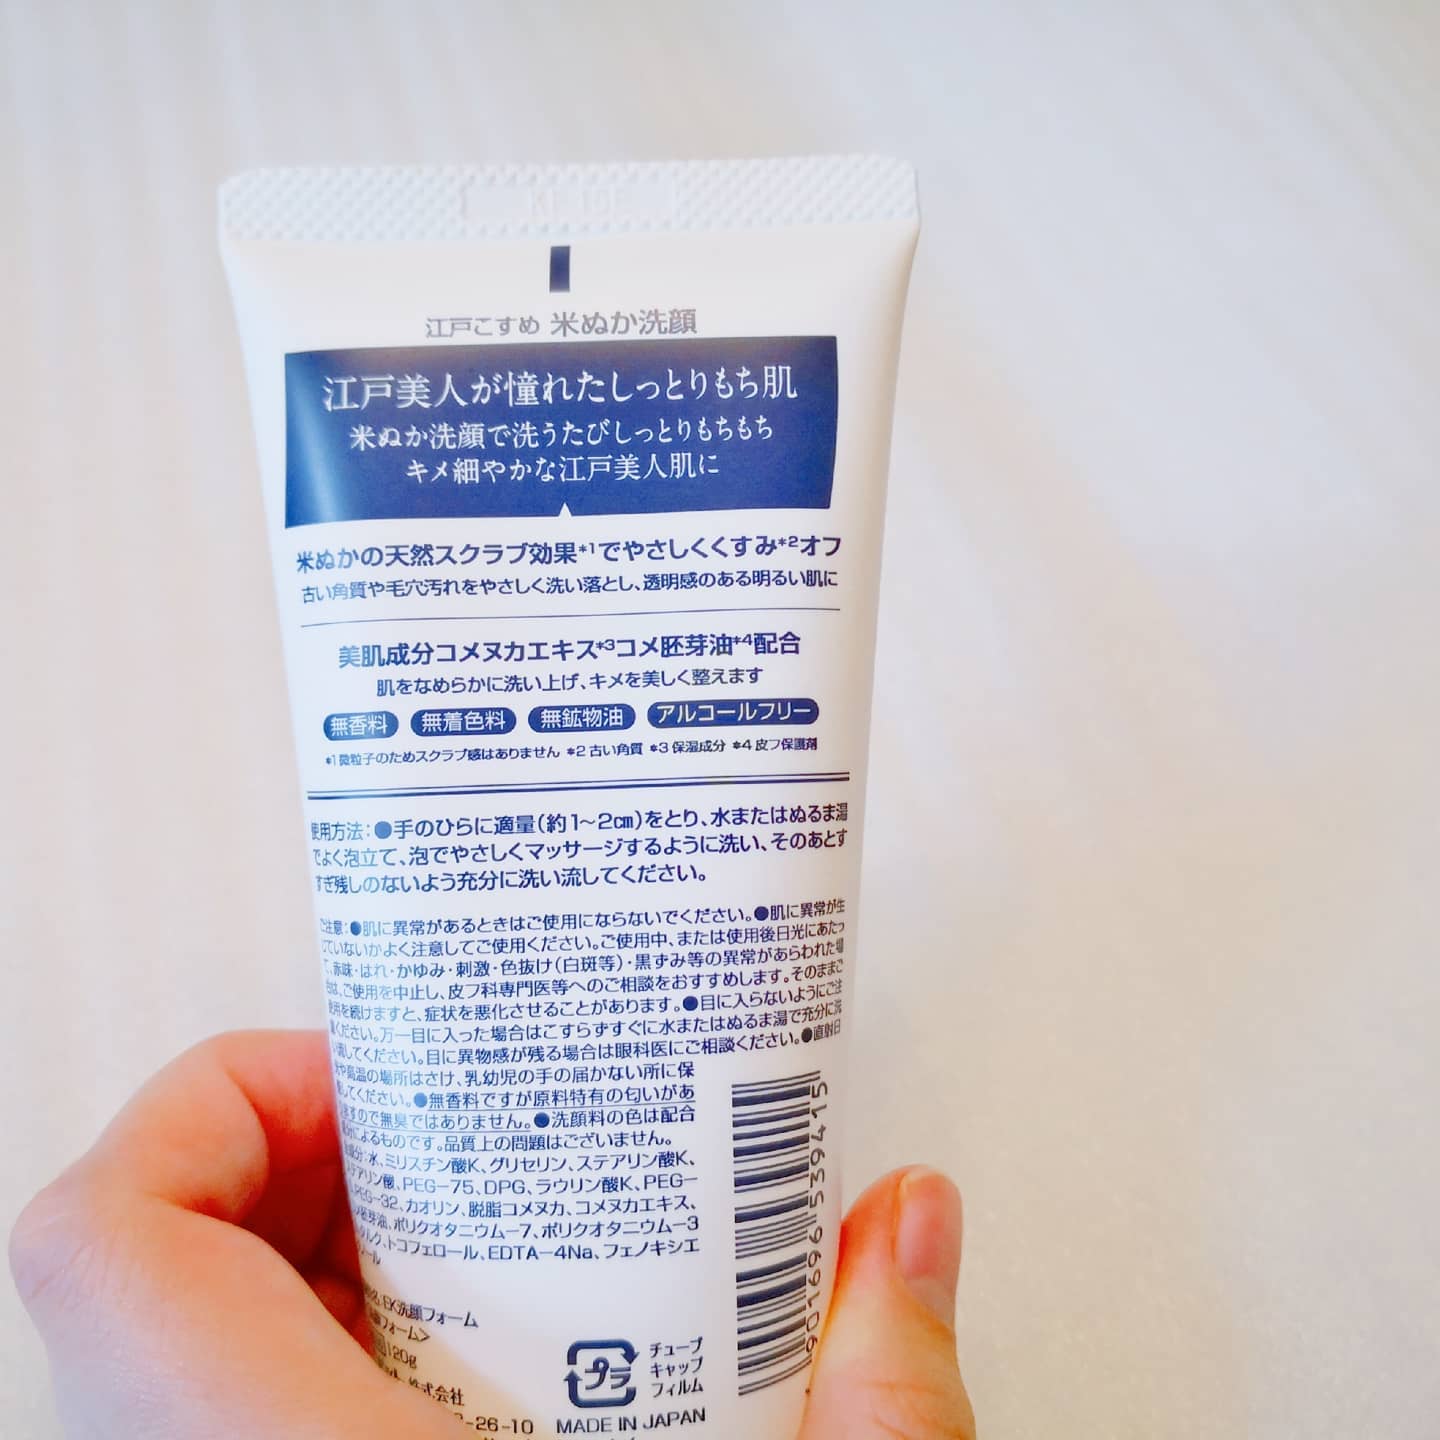 江戸こすめ 米ぬか洗顔
江戸美人が憧れたしっとりもち肌
米ぬか洗顔で洗うたびしっとりもちもち
キメ細やかな江戸美人肌に
米ぬかの天然スクラブ効果*1でやさしくくすみ*2オフ
古い角質や毛穴汚れをやさしく洗い落とし、透明感のある明るい肌に
美肌成分コメヌカエキス*3コメ胚芽油*4配合
肌をなめらかに洗い上げ、キメを美しく整えます
無香料 無着色料 無鉱物油 アルコールフリー
*1 微粒子のためスクラブ感はありません *2 古い角質 *3 保湿成分 *4 皮フ保護剤
使用方法:●手のひらに適量(約1〜2cm)をとり、水またはぬるま湯
でよく泡立て、泡でやさしくマッサージするように洗い、そのあとす
すぎ残しのないよう充分に洗い流してください。
ご注意:●肌に異常があるときはご使用にならないでください。●肌に異常が生
じていないかよく注意してご使用ください。ご使用中、または使用後日光にあたっ
て、赤味・はれ・かゆみ・刺激・色抜け(白斑等)・黒ずみ等の異常があらわれた場
合は、ご使用を中止し、皮フ科専門医等へのご相談をおすすめします。そのままご
使用を続けますと、症状を悪化させることがあります。●目に入らないようにご注
ください。万一目に入った場合はこすらずすぐに水またはぬるま湯で充分に洗
い流してください。目に異物感が残る場合は眼科医にご相談ください。●直射日
や高温の場所はさけ、乳幼児の手の届かない所に保
してください。●無香料ですが原料特有の匂いがあ
りますので無臭ではありません。●洗顔料の色は配合
成分によるものです。品質上の問題はございません。
成分:水、ミリスチン酸K、グリセリン、ステアリン酸K、
ステアリン酸、PEG-75、DPG、ラウリン酸K、PEG-
PEG-32、カオリン、脱脂コメヌカ、コメヌカエキス、
胚芽油、ポリクオタニウム-7、ポリクオタニウム-3
タルク、トコフェロール、EDTA-4Na、フェノキシエ
ノール
EX洗顔フォーム
フォーム>
120g
株式会社
-26-10
プラ
チューブ
キャップ
フィルム
MADE IN JAPAN